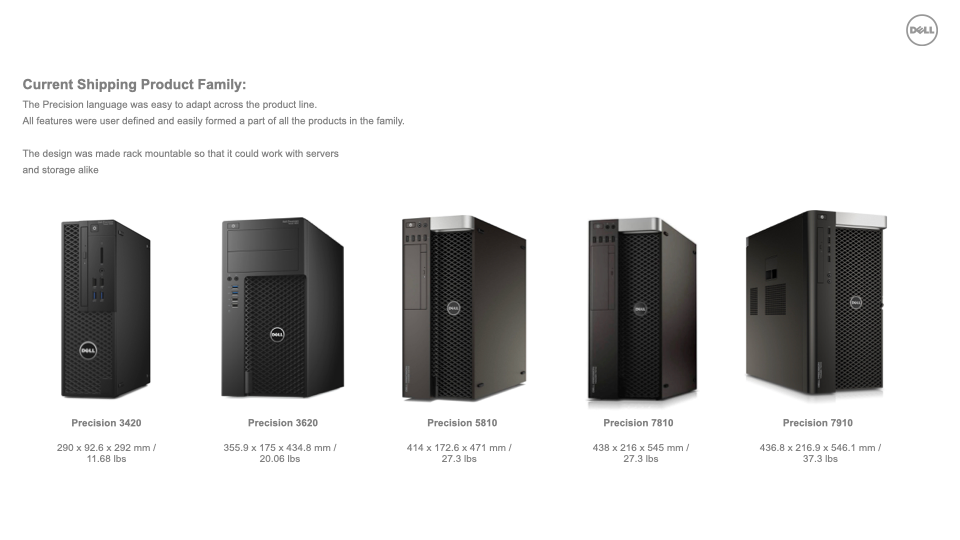 DELL
Current Shipping Product Family:
The Precision language was easy to adapt across the product line.
All features were user defined and easily formed a part of all the products in the family.
The design was made rack mountable so that it could work with servers
and storage alike
DELL
DELL
DELL
DELL
DELL
Precision 3420
Precision 3620
Precision 5810
Precision 7810
Precision 7910
290 x 92.6 x 292 mm /
11.68 lbs
355.9 x 175 x 434.8 mm /
20.06 lbs
414 x 172.6 x 471 mm /
27.3 lbs
438 x 216 x 545 mm /
27.3 lbs
436.8 x 216.9 x 546.1 mm /
37.3 lbs